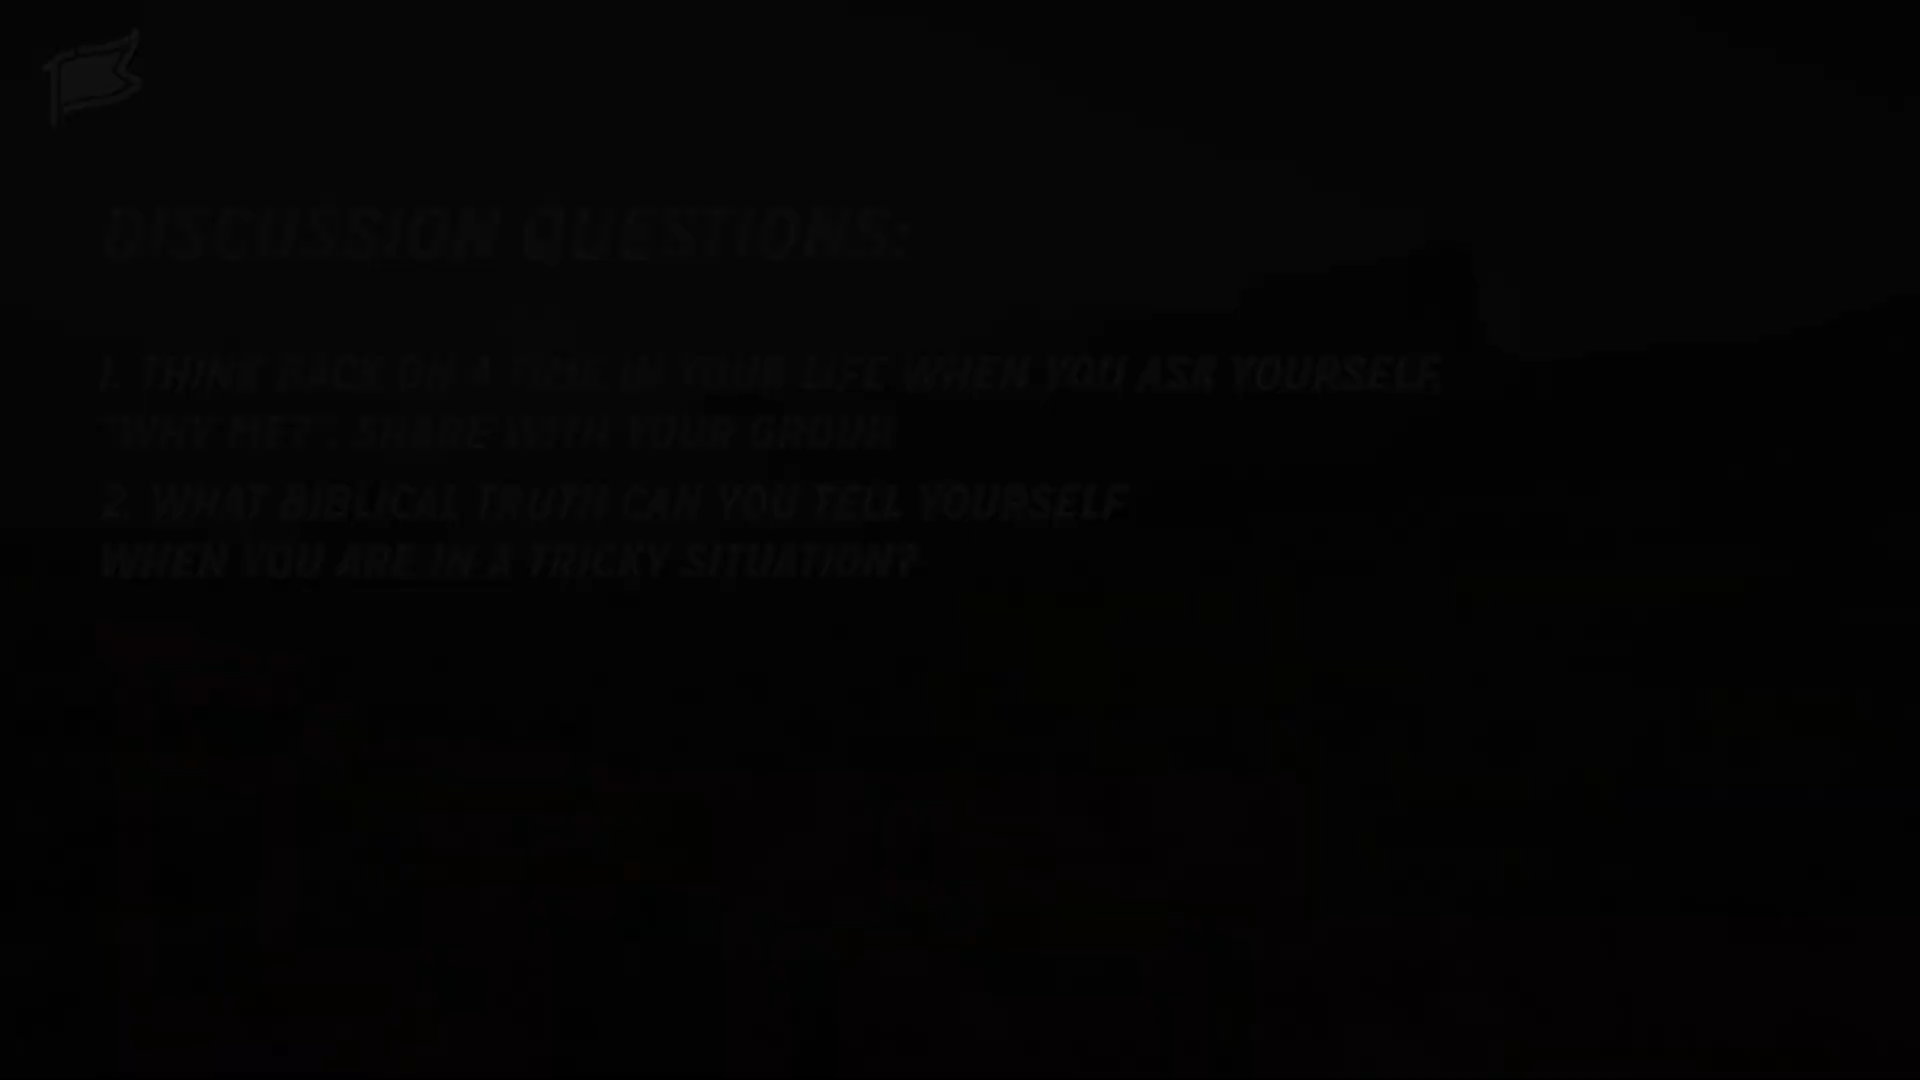 DISCUSSION QUESTIONS:
1. THINK BACK ON A TIME IN YOUR LIFE WHEN YOU ASK YOURSELF
"WHY ME?". SHARE WITH YOUR GROUP!
2. WHAT BIBLICAL TRUTH CAN YOU TELL YOURSELF
WHEN YOU ARE IN A TRICKY SITUATION?